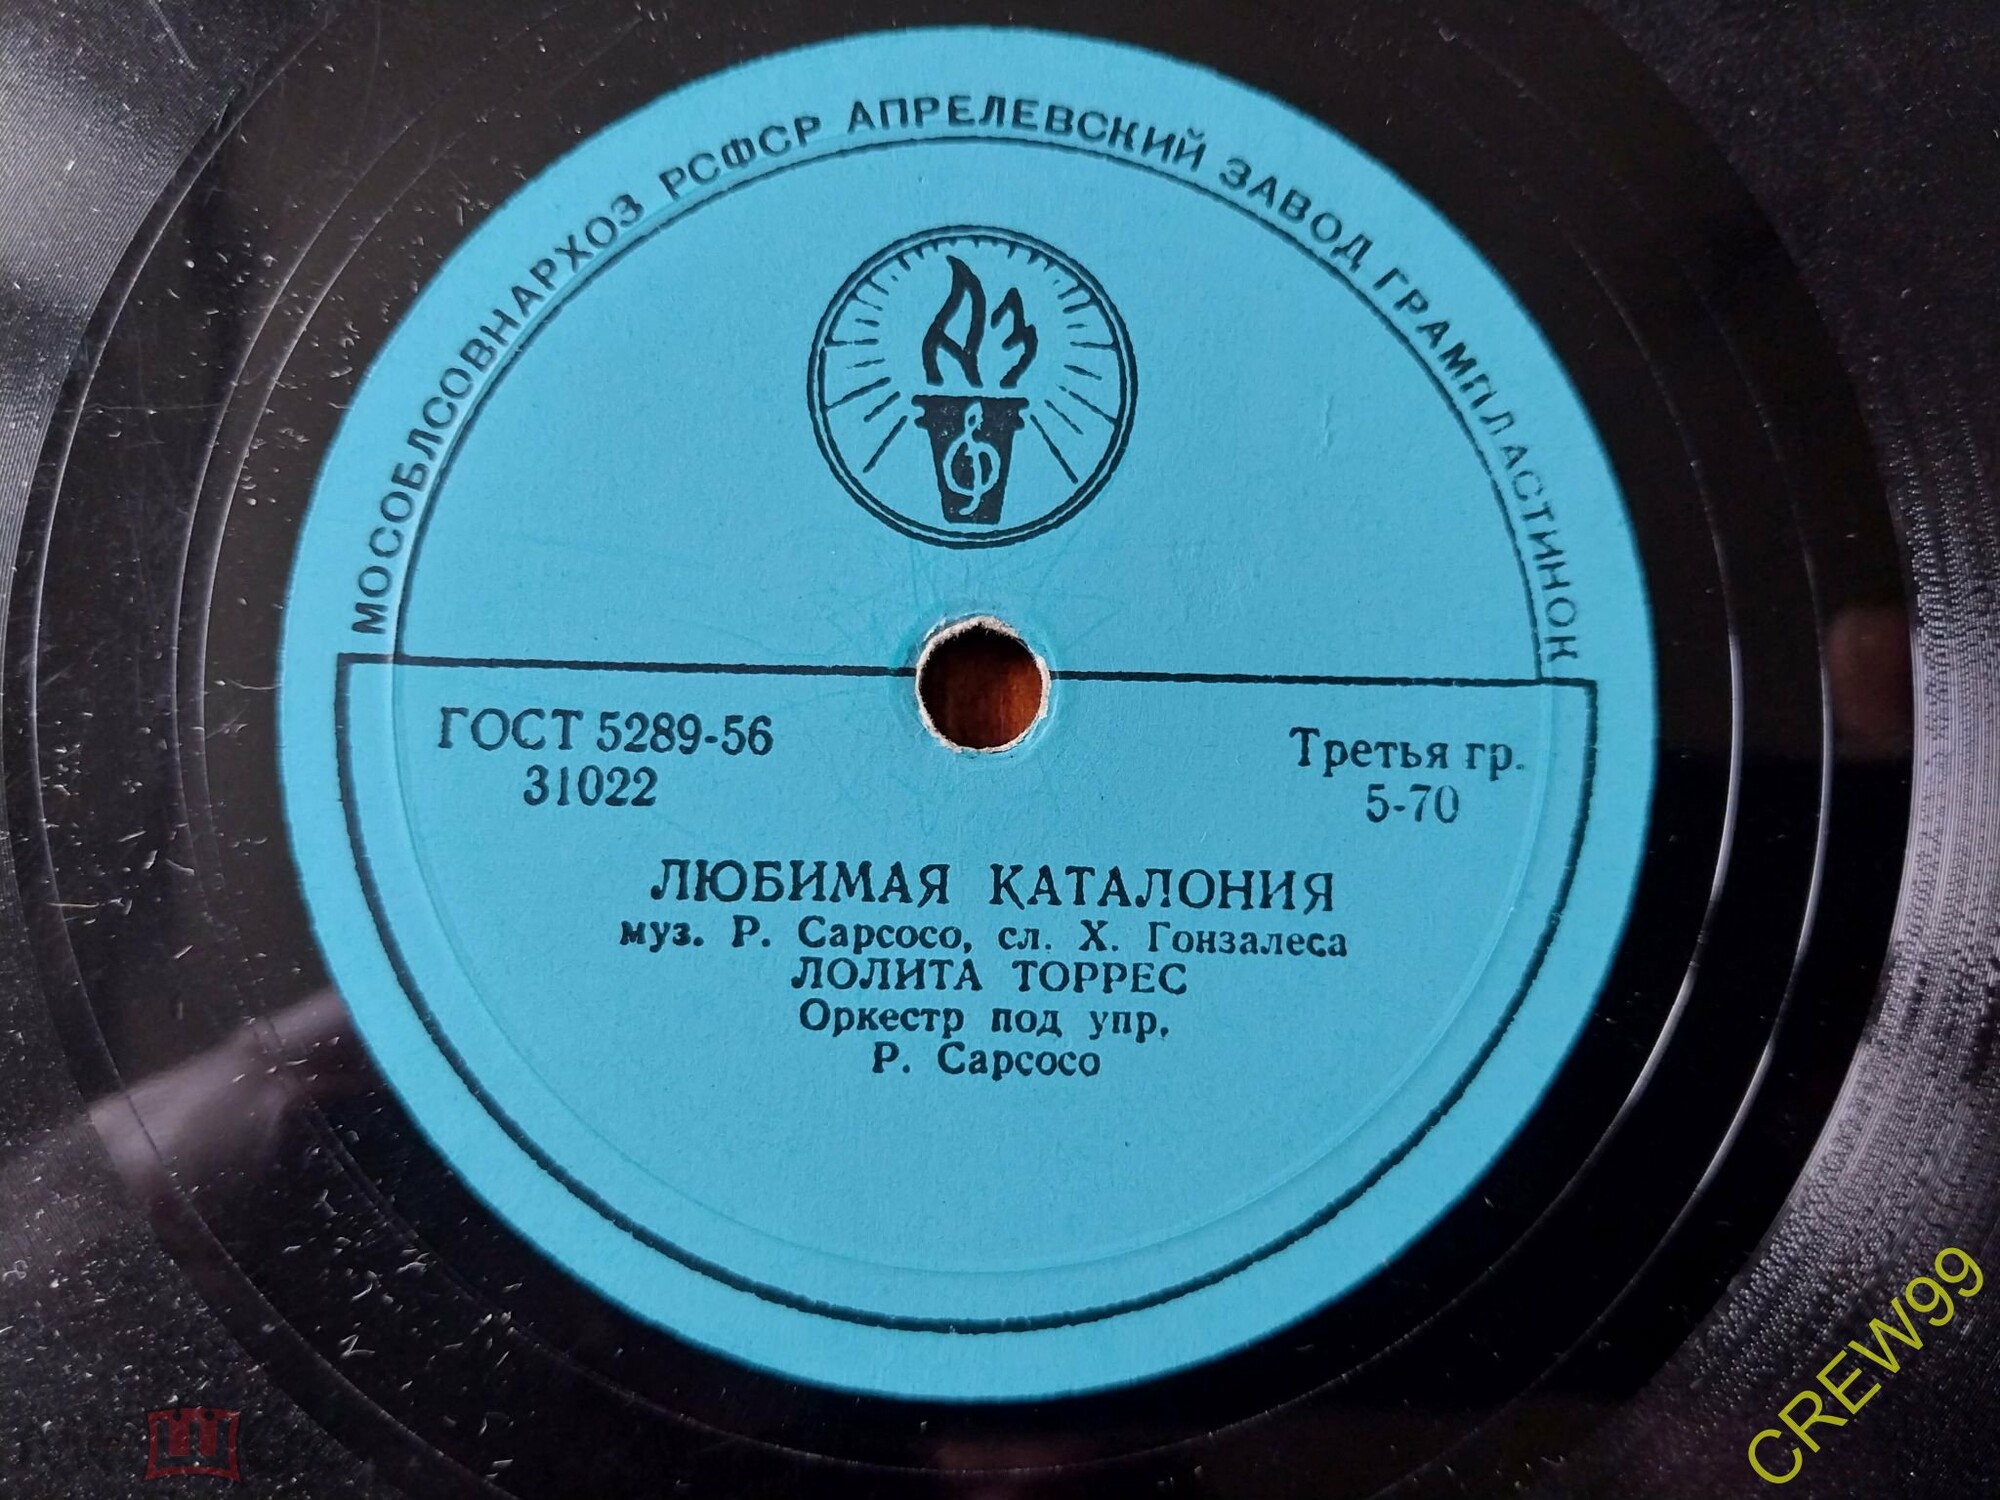 МОСОБЛСОВНАРХОЗ РСФСР АПРЕЛЕВСКИЙ ЗАВОД ГРАМПЛАСТИНОК
АЗ
ГОСТ 5289-56
31022
Третья гр.
5-70
ЛЮБИМАЯ КАТАЛОНИЯ
муз. Р. Сарсосо, сл. Х. Гонзалеса
ЛОЛИТА ТОРРЕС
Оркестр под упр.
Р. Сарсосо
CREW99